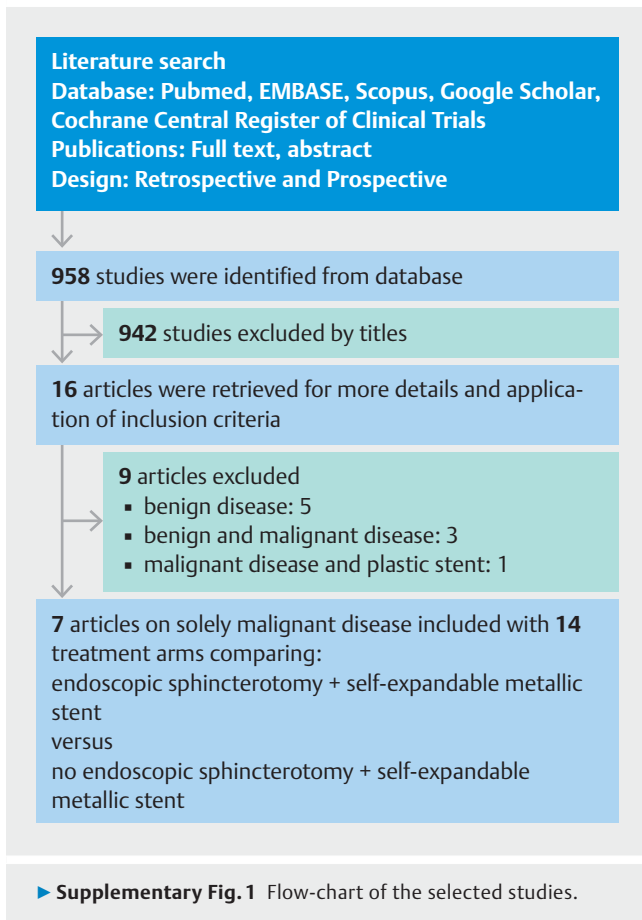 Literature search
Database: Pubmed, EMBASE, Scopus, Google Scholar,
Cochrane Central Register of Clinical Trials
Publications: Full text, abstract
Design: Retrospective and Prospective
958 studies were identified from database
942 studies excluded by titles
16 articles were retrieved for more details and applica-
tion of inclusion criteria
9 articles excluded
▪ benign disease: 5
▪ benign and malignant disease: 3
▪ malignant disease and plastic stent: 1
7 articles on solely malignant disease included with 14
treatment arms comparing:
endoscopic sphincterotomy + self-expandable metallic
stent
versus
no endoscopic sphincterotomy + self-expandable
metallic stent
▶ Supplementary Fig. 1 Flow-chart of the selected studies.